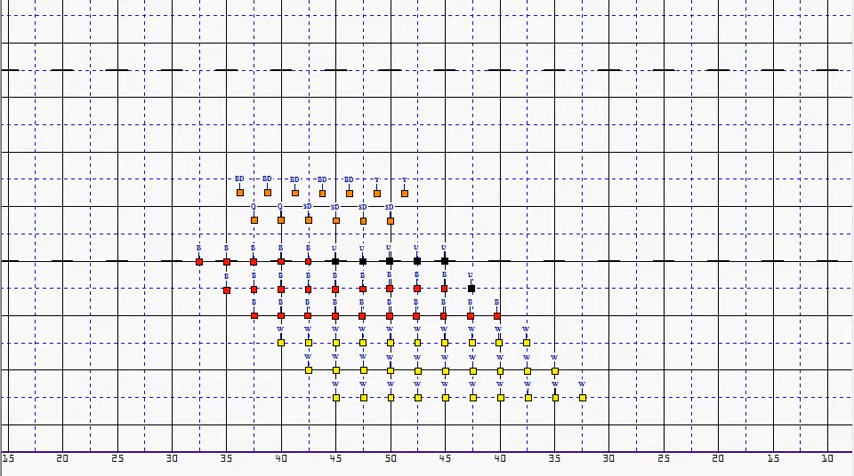 BD BD BD BD BD Y Y
Q Q SD SD SD SD
B B B B B U U U U U
B B B B B B B B B U
B B B B B B B B B B
W W W W W W W W W W
W W W W W W W W W W
W W W W W W W W W W
15 20 25 30 35 40 45 50 45 40 35 30 25 20 15 10